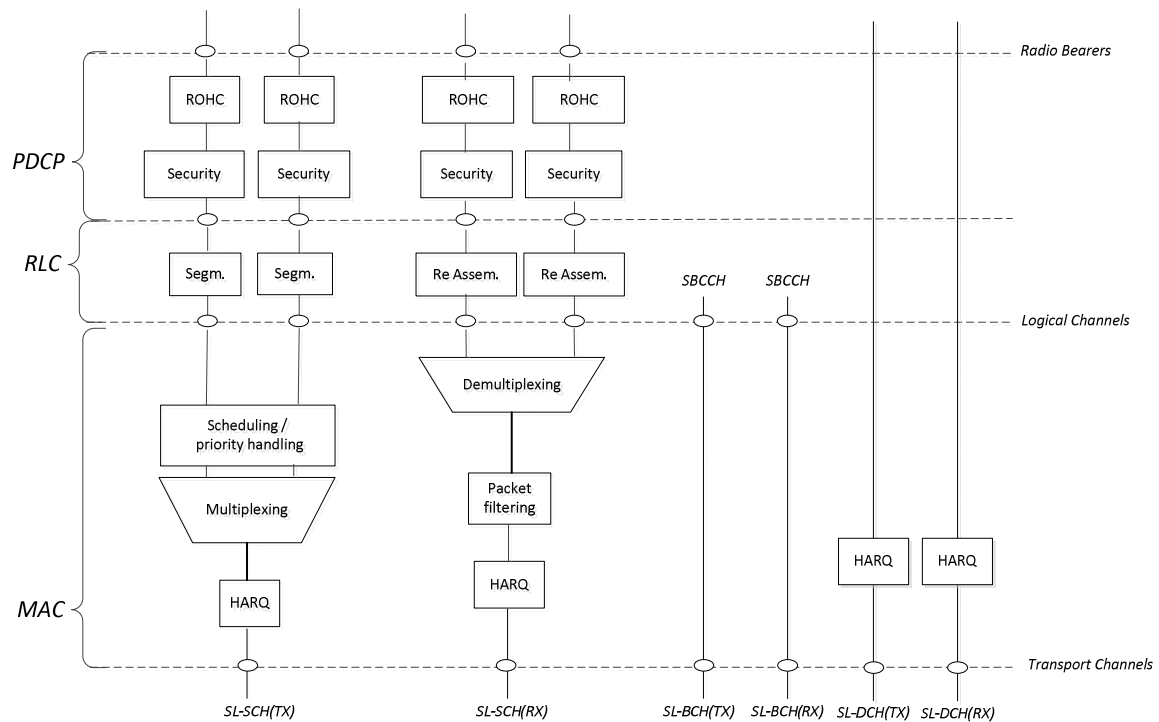 Radio Bearers
ROHC
ROHC
ROHC
ROHC
PDCP
Security
Security
Security
Security
RLC
Segm.
Segm.
Re Assem.
Re Assem.
SBCCH
SBCCH
Logical Channels
Demultiplexing
Scheduling /
priority handling
Packet
filtering
Multiplexing
HARQ
HARQ
HARQ
HARQ
MAC
Transport Channels
SL-SCH(TX)
SL-SCH(RX)
SL-BCH(TX)
SL-BCH(RX)
SL-DCH(TX)
SL-DCH(RX)